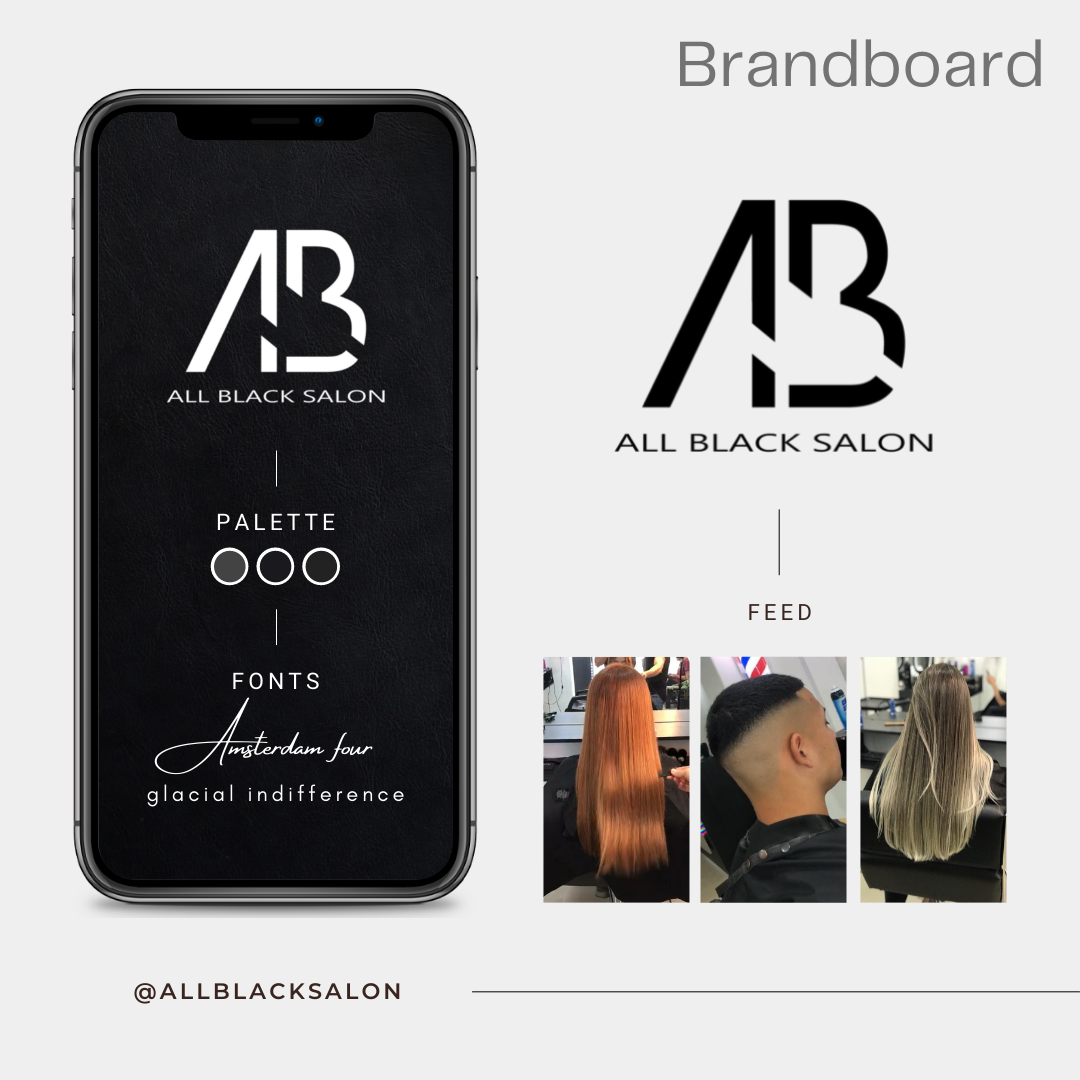 Brandboard
AB
ALL BLACK SALON
PALETTE
FONTS
Amsterdam four
glacial indifference
AB
ALL BLACK SALON
FEED
@ALLBLACKSALON